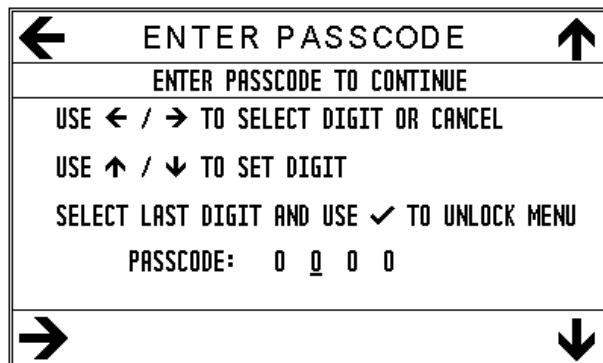 ← ENTER PASSCODE ↑
ENTER PASSCODE TO CONTINUE
USE ← / → TO SELECT DIGIT OR CANCEL
USE ↑ / ↓ TO SET DIGIT
SELECT LAST DIGIT AND USE ✓ TO UNLOCK MENU
PASSCODE: 0 0 0 0
→ ↓